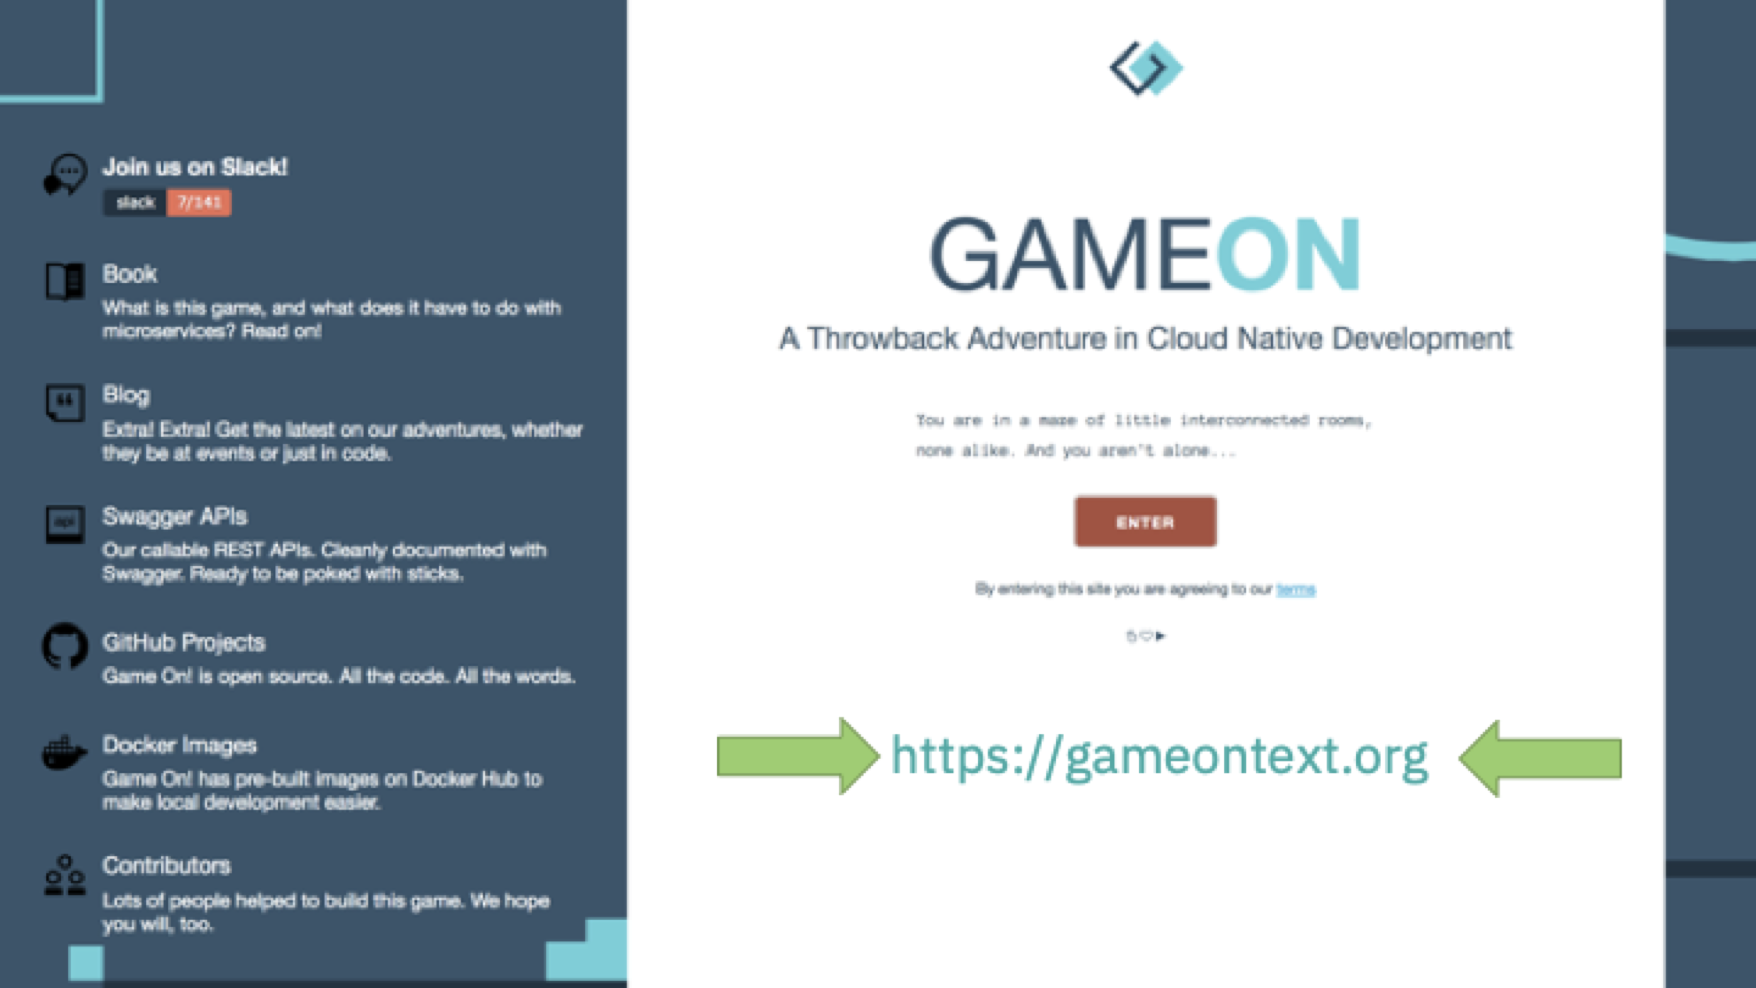 Join us on Slack!
slack 7/141
Book
What is this game, and what does it have to do with
microservices? Read on!
Blog
Extra! Extra! Get the latest on our adventures, whether
they be at events or just in code.
api
Swagger APIs
Our callable REST APIs. Cleanly documented with
Swagger. Ready to be poked with sticks.
GitHub Projects
Game On! is open source. All the code. All the words.
Docker Images
Game On! has pre-built images on Docker Hub to
make local development easier.
Contributors
Lots of people helped to build this game. We hope
you will, too.
GAMEON
A Throwback Adventure in Cloud Native Development
You are in a maze of little interconnected rooms,
none alike. And you aren't alone...
ENTER
By entering this site you are agreeing to our terms
https://gameontext.org